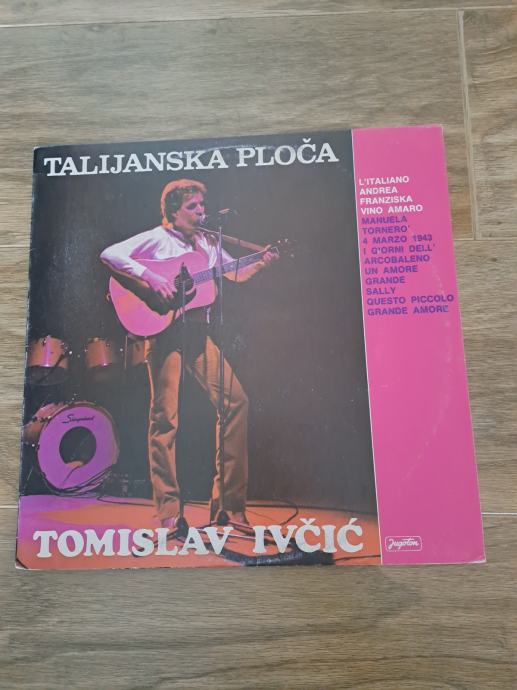 TALIJANSKA PLOČA
L'ITALIANO
ANDREA
FRANZISKA
VINO AMARO
MANUELA
TORNERO'
4 MARZO 1943
I G'ORNI DELL'
ARCOBALENO
UN AMORE
GRANDE
SALLY
QUESTO PICCOLO
GRANDE AMORE
TOMISLAV IVČIĆ
Jugoton